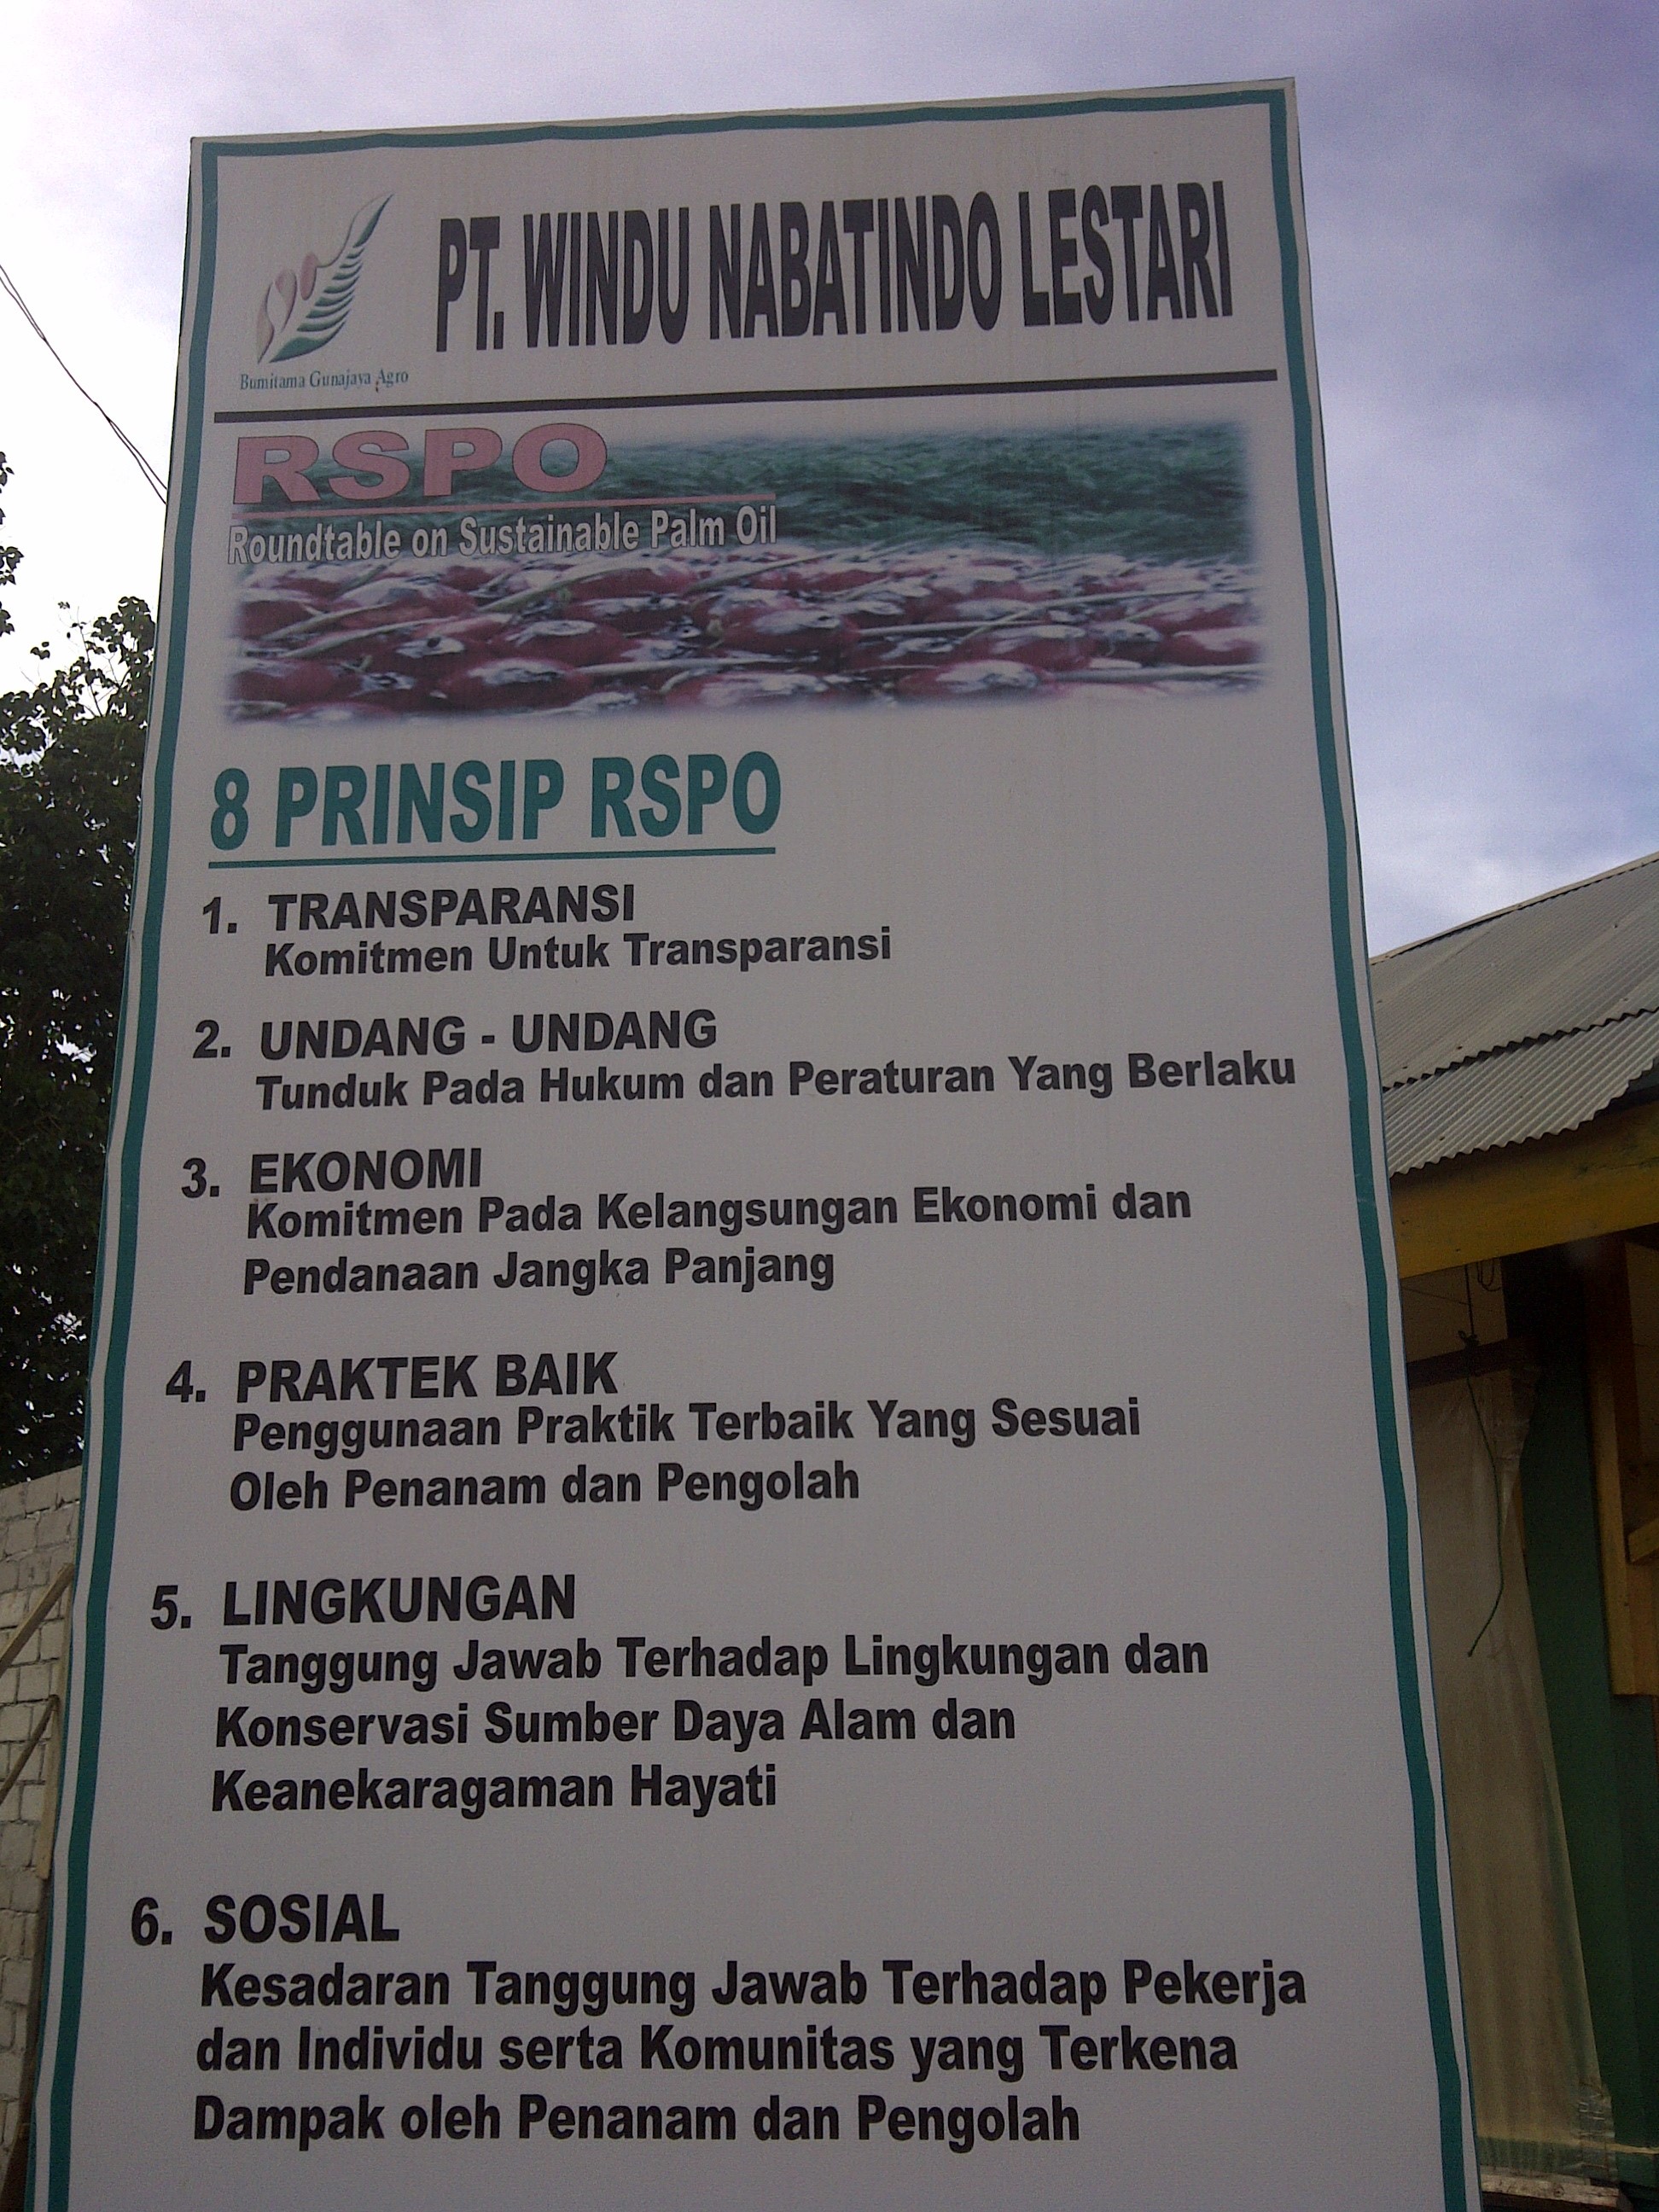 PT. WINDU NABATINDO LESTARI
Bumitama Gunajaya Agro
RSPO
Roundtable on Sustainable Palm Oil
8 PRINSIP RSPO
1. TRANSPARANSI
Komitmen Untuk Transparansi
2. UNDANG - UNDANG
Tunduk Pada Hukum dan Peraturan Yang Berlaku
3. EKONOMI
Komitmen Pada Kelangsungan Ekonomi dan
Pendanaan Jangka Panjang
4. PRAKTEK BAIK
Penggunaan Praktik Terbaik Yang Sesuai
Oleh Penanam dan Pengolah
5. LINGKUNGAN
Tanggung Jawab Terhadap Lingkungan dan
Konservasi Sumber Daya Alam dan
Keanekaragaman Hayati
6. SOSIAL
Kesadaran Tanggung Jawab Terhadap Pekerja
dan Individu serta Komunitas yang Terkena
Dampak oleh Penanam dan Pengolah